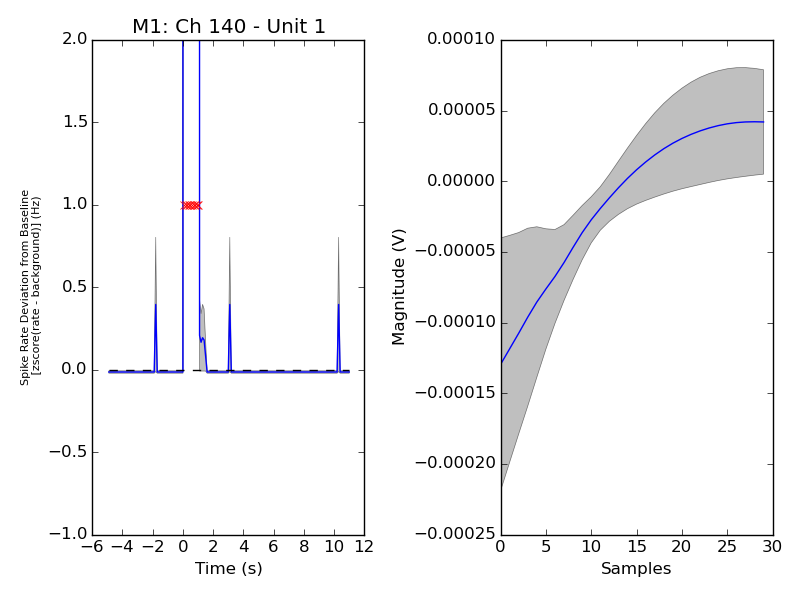 M1: Ch 140 - Unit 1
2.0
1.5
1.0
0.5
0.0
−0.5
−1.0
−6 −4 −2 0 2 4 6 8 10 12
Time (s)
Spike Rate Deviation from Baseline
[zscore(rate - background)] (Hz)
0.00010
0.00005
0.00000
−0.00005
−0.00010
−0.00015
−0.00020
−0.00025
0 5 10 15 20 25 30
Samples
Magnitude (V)